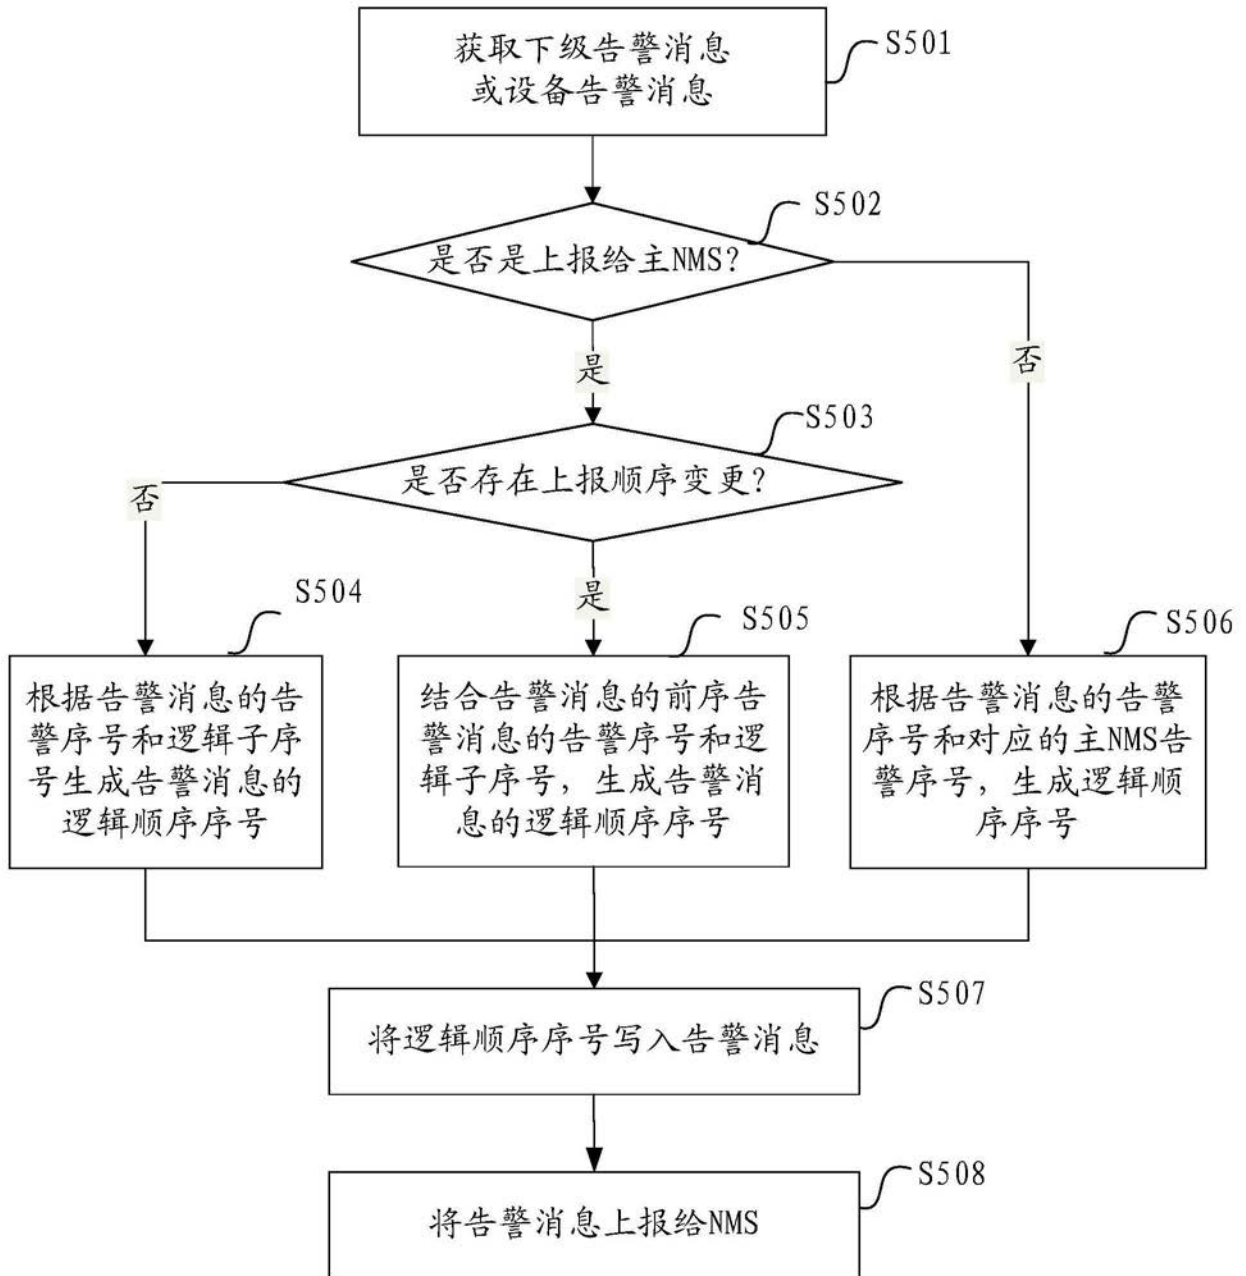 获取下级告警消息
或设备告警消息
S501
S502
是否是上报给主NMS?
是
否
S503
是否存在上报顺序变更?
否
是
S504
S505
S506
根据告警消息的告
警序号和逻辑子序
号生成告警消息的
逻辑顺序序号
结合告警消息的前序告
警消息的告警序号和逻
辑子序号，生成告警消
息的逻辑顺序序号
根据告警消息的告警
序号和对应的主NMS告
警序号，生成逻辑顺
序序号
S507
将逻辑顺序序号写入告警消息
S508
将告警消息上报给NMS